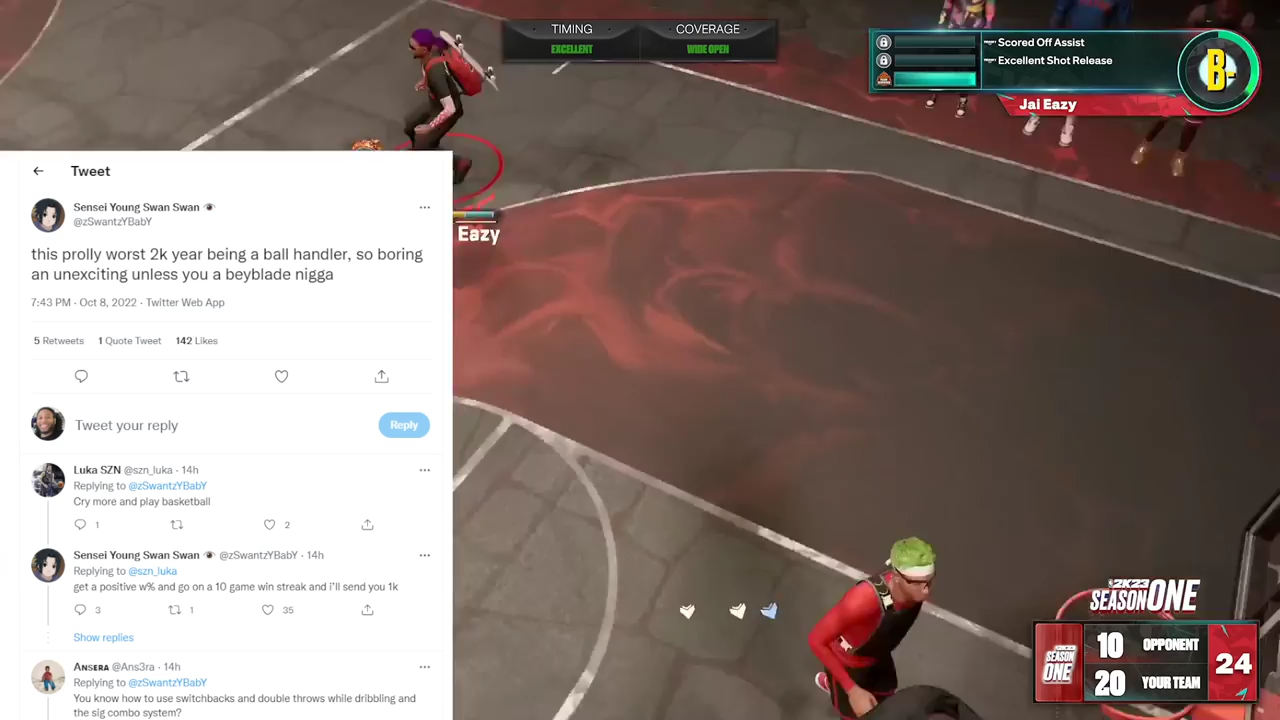 TIMING
EXCELLENT
COVERAGE
WIDE OPEN
Scored Off Assist
Excellent Shot Release
B-
Jai Eazy
Eazy
Tweet
Sensei Young Swan Swan
@zSwantzYBabY
this prolly worst 2k year being a ball handler, so boring
an unexciting unless you a beyblade nigga
7:43 PM · Oct 8, 2022 · Twitter Web App
5 Retweets 1 Quote Tweet 142 Likes
Tweet your reply
Reply
Luka SZN @szn_luka · 14h
Replying to @zSwantzYBabY
Cry more and play basketball
1 2
Sensei Young Swan Swan @zSwantzYBabY · 14h
Replying to @szn_luka
get a positive w% and go on a 10 game win streak and i'll send you 1k
3 1 35
Show replies
Ansera @Ans3ra · 14h
Replying to @zSwantzYBabY
You know how to use switchbacks and double throws while dribbling and
the sig combo system?
2K23
SEASON ONE
SEASON
ONE
10 OPPONENT
20 YOUR TEAM
24